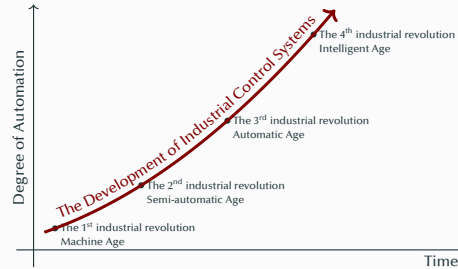 Degree of Automation
The Development of Industrial Control Systems
The 4th industrial revolution
Intelligent Age
The 3rd industrial revolution
Automatic Age
The 2nd industrial revolution
Semi-automatic Age
The 1st industrial revolution
Machine Age
Time